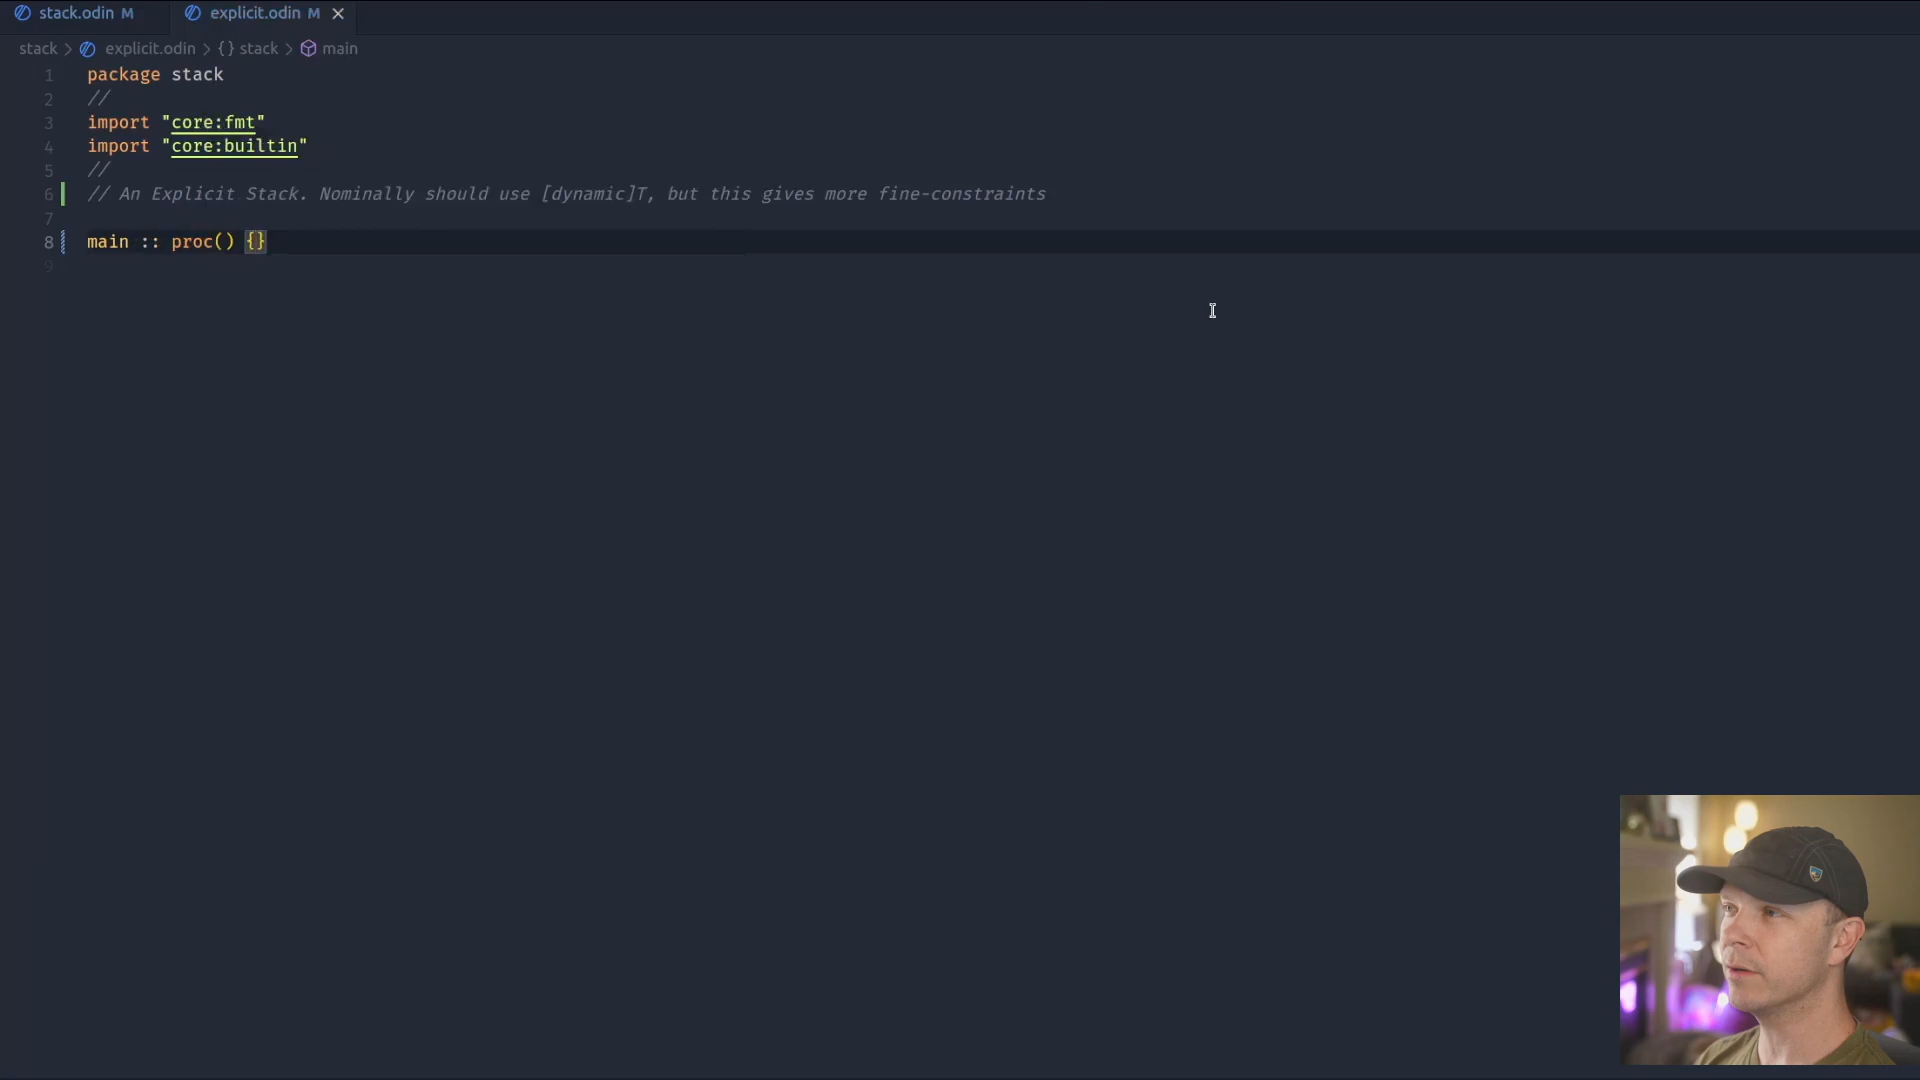 stack.odin M
explicit.odin M
stack > explicit.odin > {} stack > main
1 package stack
2 //
3 import "core:fmt"
4 import "core:builtin"
5 //
6 // An Explicit Stack. Nominally should use [dynamic]T, but this gives more fine-constraints
7
8 main :: proc() {}
9